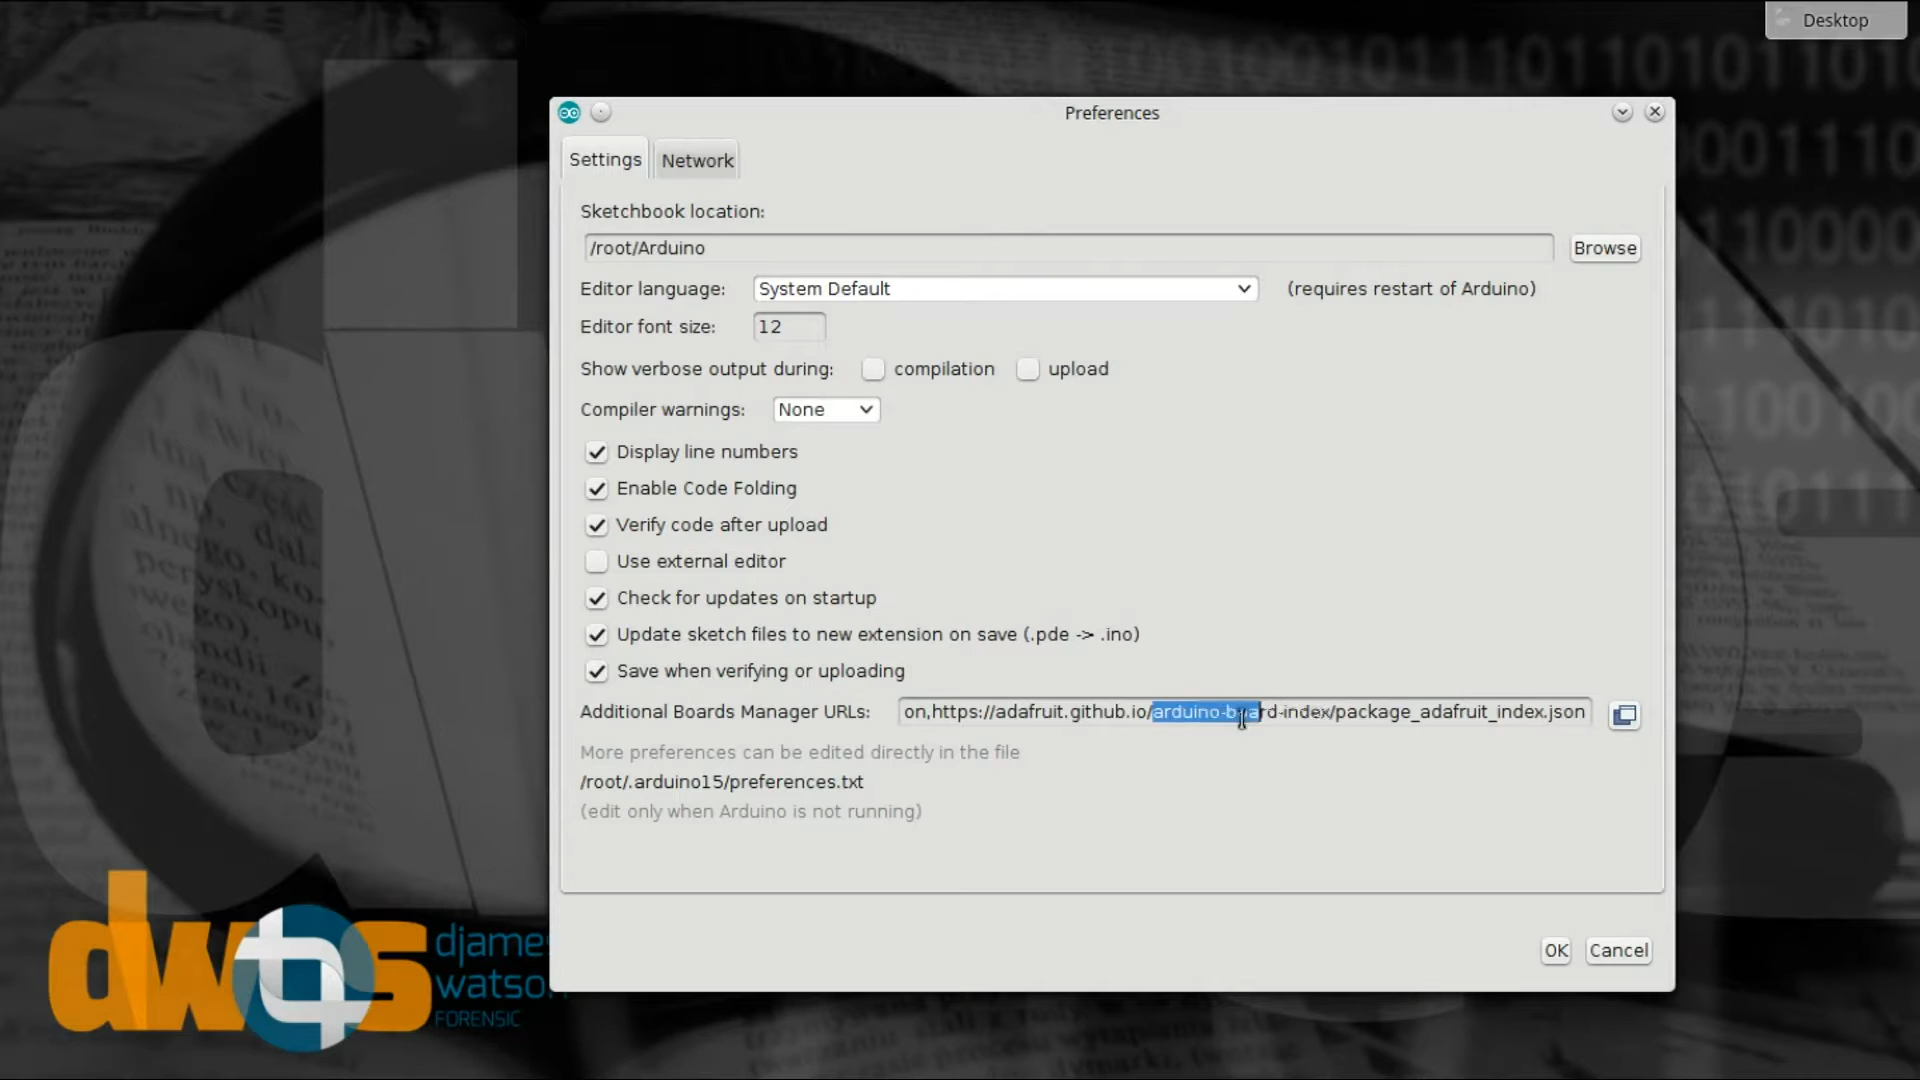 Desktop
Preferences
Settings Network
Sketchbook location:
/root/Arduino Browse
Editor language: System Default (requires restart of Arduino)
Editor font size: 12
Show verbose output during: compilation upload
Compiler warnings: None
Display line numbers
Enable Code Folding
Verify code after upload
Use external editor
Check for updates on startup
Update sketch files to new extension on save (.pde -> .ino)
Save when verifying or uploading
Additional Boards Manager URLs: on,https://adafruit.github.io/arduino-board-index/package_adafruit_index.json
More preferences can be edited directly in the file
/root/.arduino15/preferences.txt
(edit only when Arduino is not running)
OK Cancel
djame
watso
FORENSIC